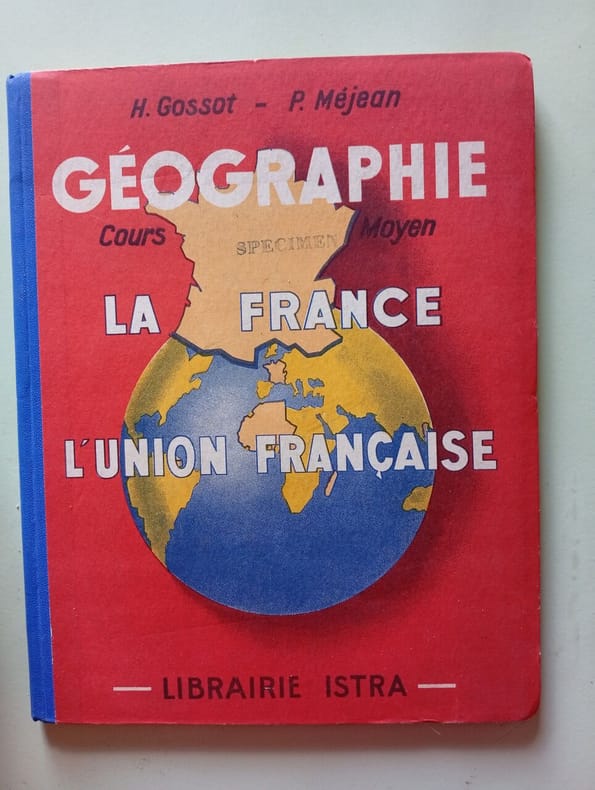 H. Gossot - P. Méjean
GÉOGRAPHIE
Cours Moyen
SPECIMEN
LA FRANCE
L'UNION FRANÇAISE
— LIBRAIRIE ISTRA —